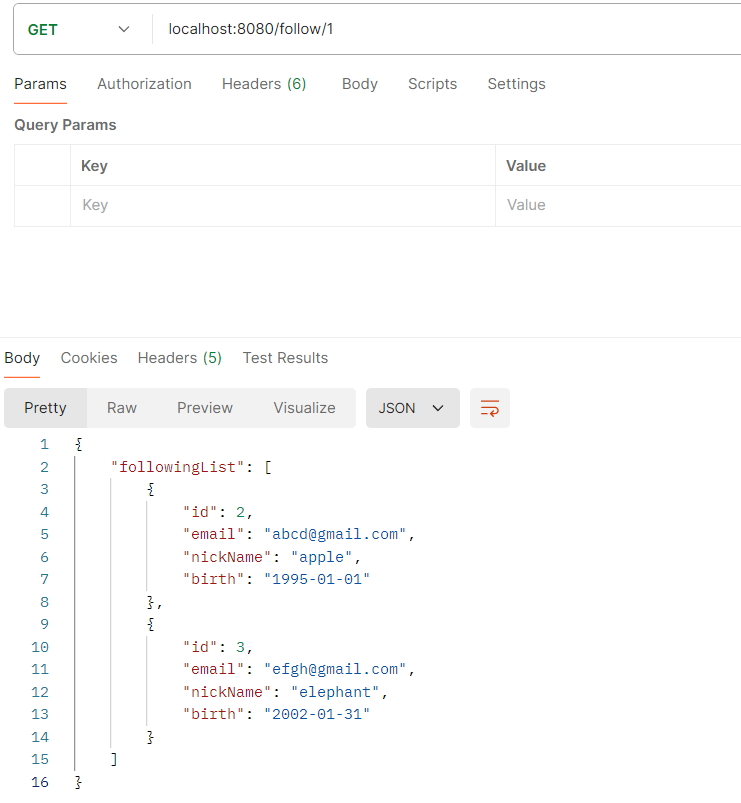 GET localhost:8080/follow/1
Params Authorization Headers (6) Body Scripts Settings
Query Params
Key Value
Key Value
Body Cookies Headers (5) Test Results
Pretty Raw Preview Visualize JSON
1 {
2 "followingList": [
3 {
4 "id": 2,
5 "email": "abcd@gmail.com",
6 "nickName": "apple",
7 "birth": "1995-01-01"
8 },
9 {
10 "id": 3,
11 "email": "efgh@gmail.com",
12 "nickName": "elephant",
13 "birth": "2002-01-31"
14 }
15 ]
16 }